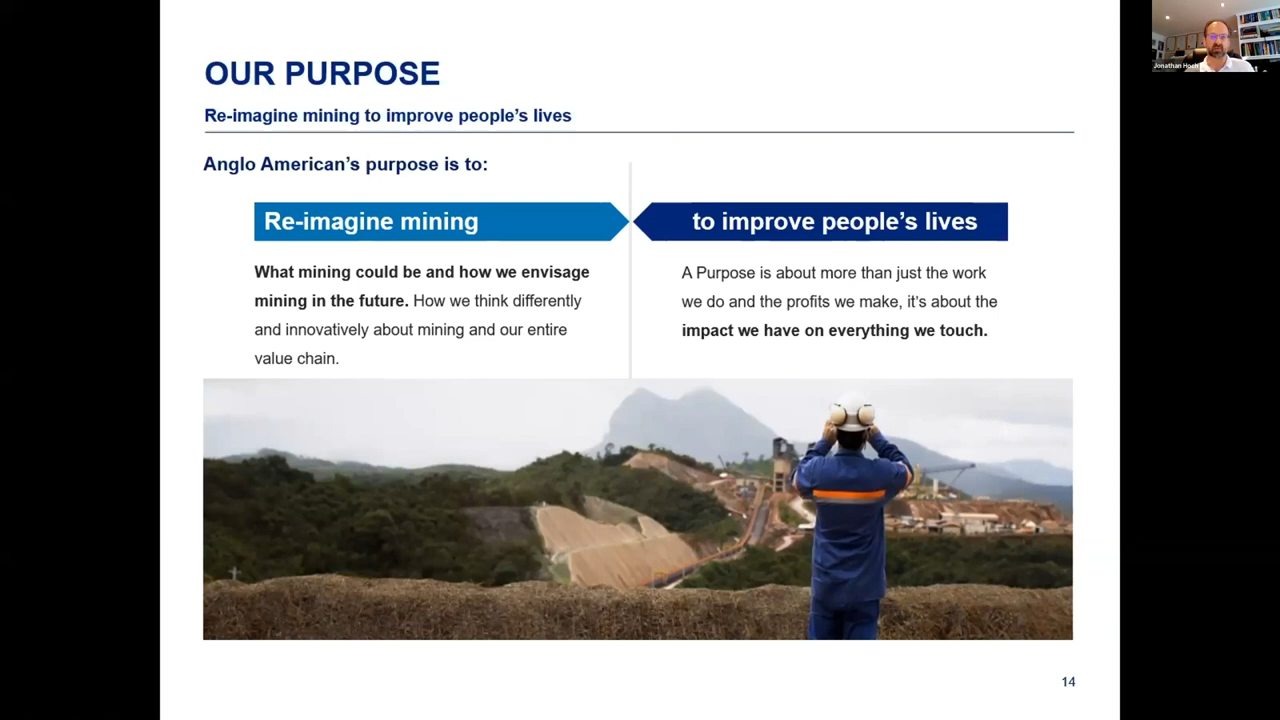 OUR PURPOSE
Re-imagine mining to improve people’s lives
Anglo American’s purpose is to:
Re-imagine mining
What mining could be and how we envisage
mining in the future. How we think differently
and innovatively about mining and our entire
value chain.
to improve people’s lives
A Purpose is about more than just the work
we do and the profits we make, it’s about the
impact we have on everything we touch.
14
Jonathan